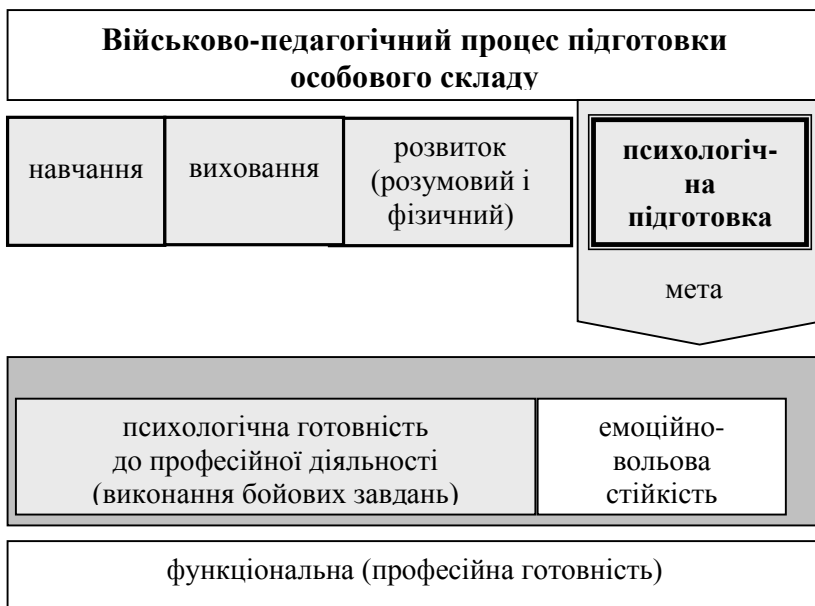 Військово-педагогічний процес підготовки
особового складу
навчання
виховання
розвиток
(розумовий і
фізичний)
психологіч-
на
підготовка
мета
психологічна готовність
до професійної діяльності
(виконання бойових завдань)
емоційно-
вольова
стійкість
функціональна (професійна готовність)